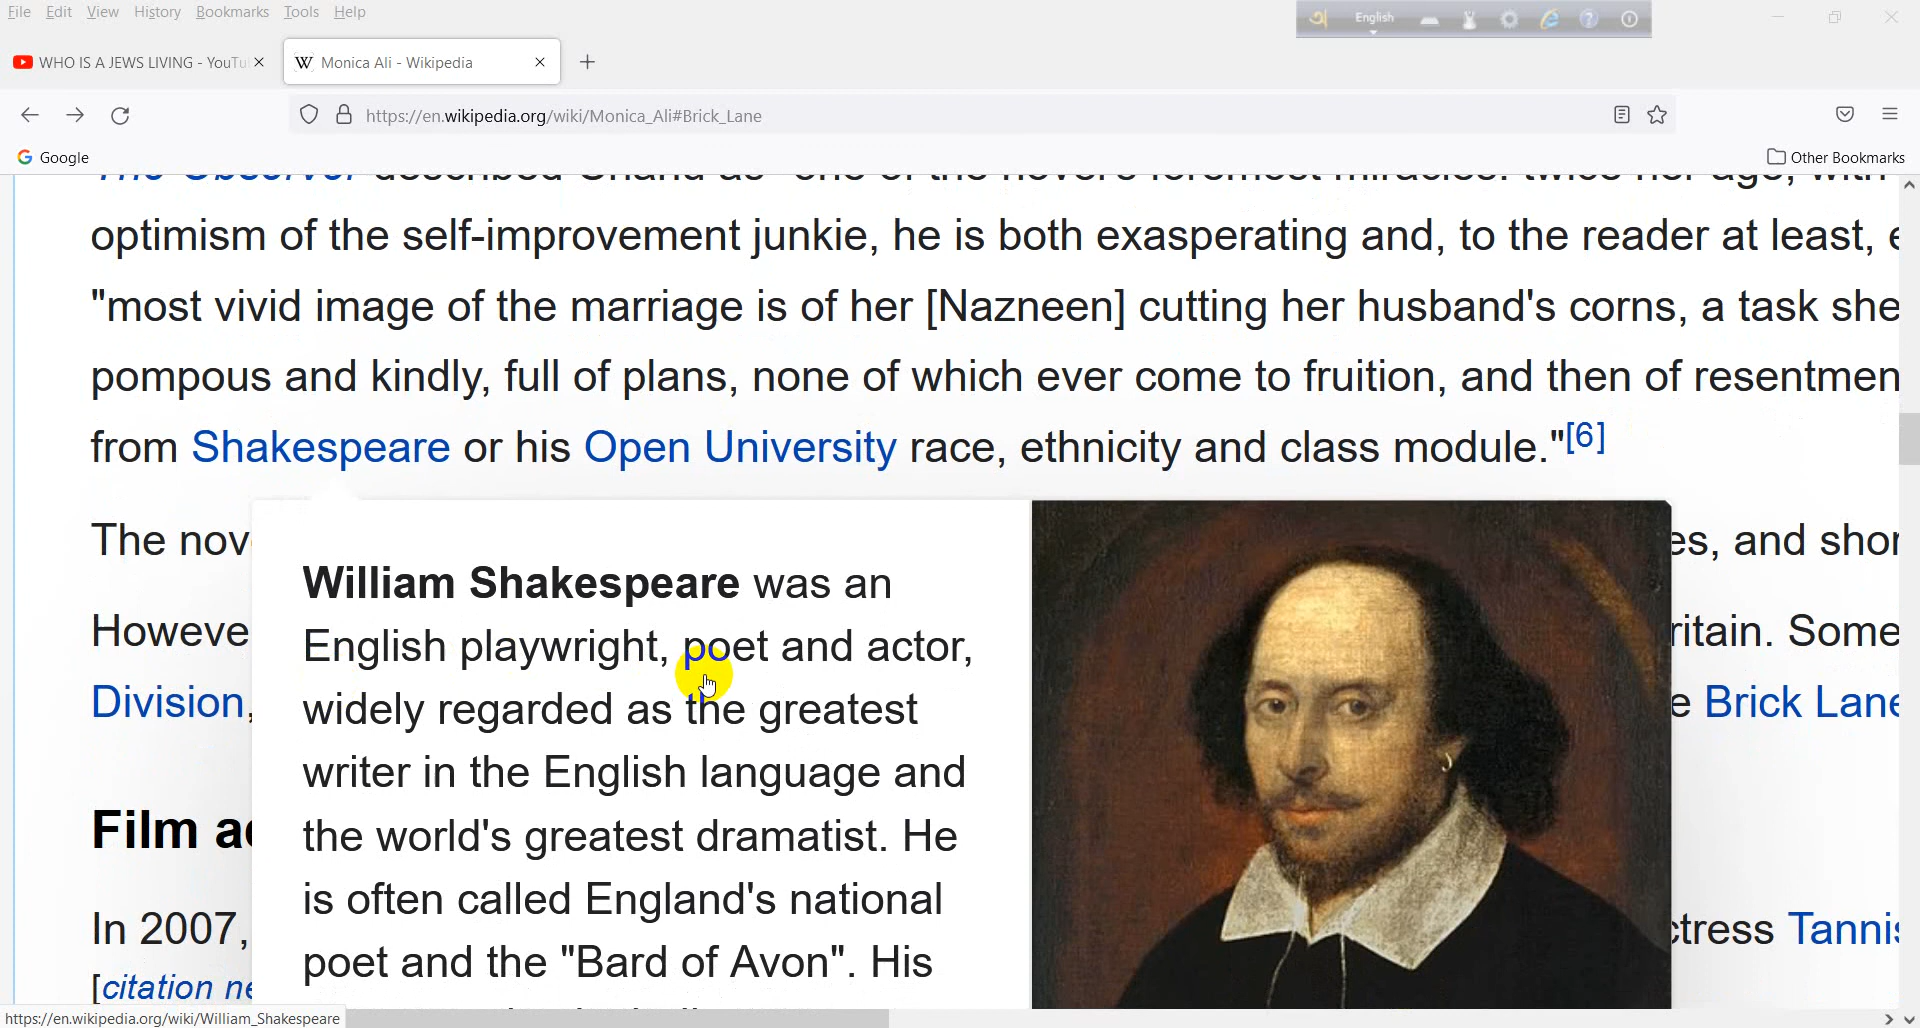 File Edit View History Bookmarks Tools Help
English
WHO IS A JEWS LIVING - YouTu
Monica Ali - Wikipedia
https://en.wikipedia.org/wiki/Monica_Ali#Brick_Lane
Google
Other Bookmarks
optimism of the self-improvement junkie, he is both exasperating and, to the reader at least,
"most vivid image of the marriage is of her [Nazneen] cutting her husband's corns, a task she
pompous and kindly, full of plans, none of which ever come to fruition, and then of resentmen
from Shakespeare or his Open University race, ethnicity and class module."[6]
The nov
es, and shor
Howeve
ritain. Some
Division,
e Brick Lane
Film a
In 2007,
ctress Tannis
[citation ne
William Shakespeare was an
English playwright, poet and actor,
widely regarded as the greatest
writer in the English language and
the world's greatest dramatist. He
is often called England's national
poet and the "Bard of Avon". His
https://en.wikipedia.org/wiki/William_Shakespeare